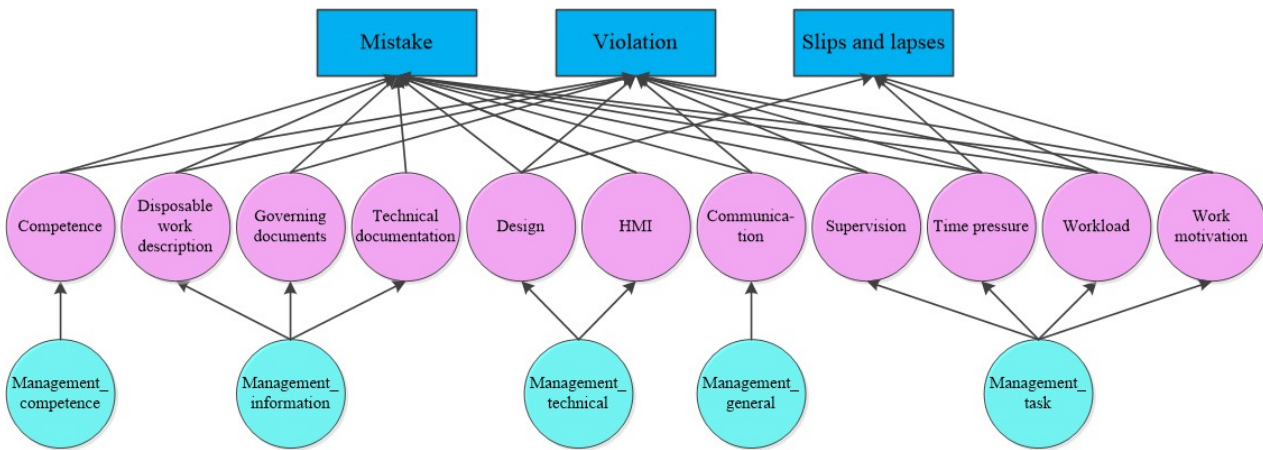 Mistake
Violation
Slips and lapses
Competence
Disposable
work
description
Governing
documents
Technical
documentation
Design
HMI
Communica-
tion
Supervision
Time pressure
Workload
Work
motivation
Management_
competence
Management_
information
Management_
technical
Management_
general
Management_
task